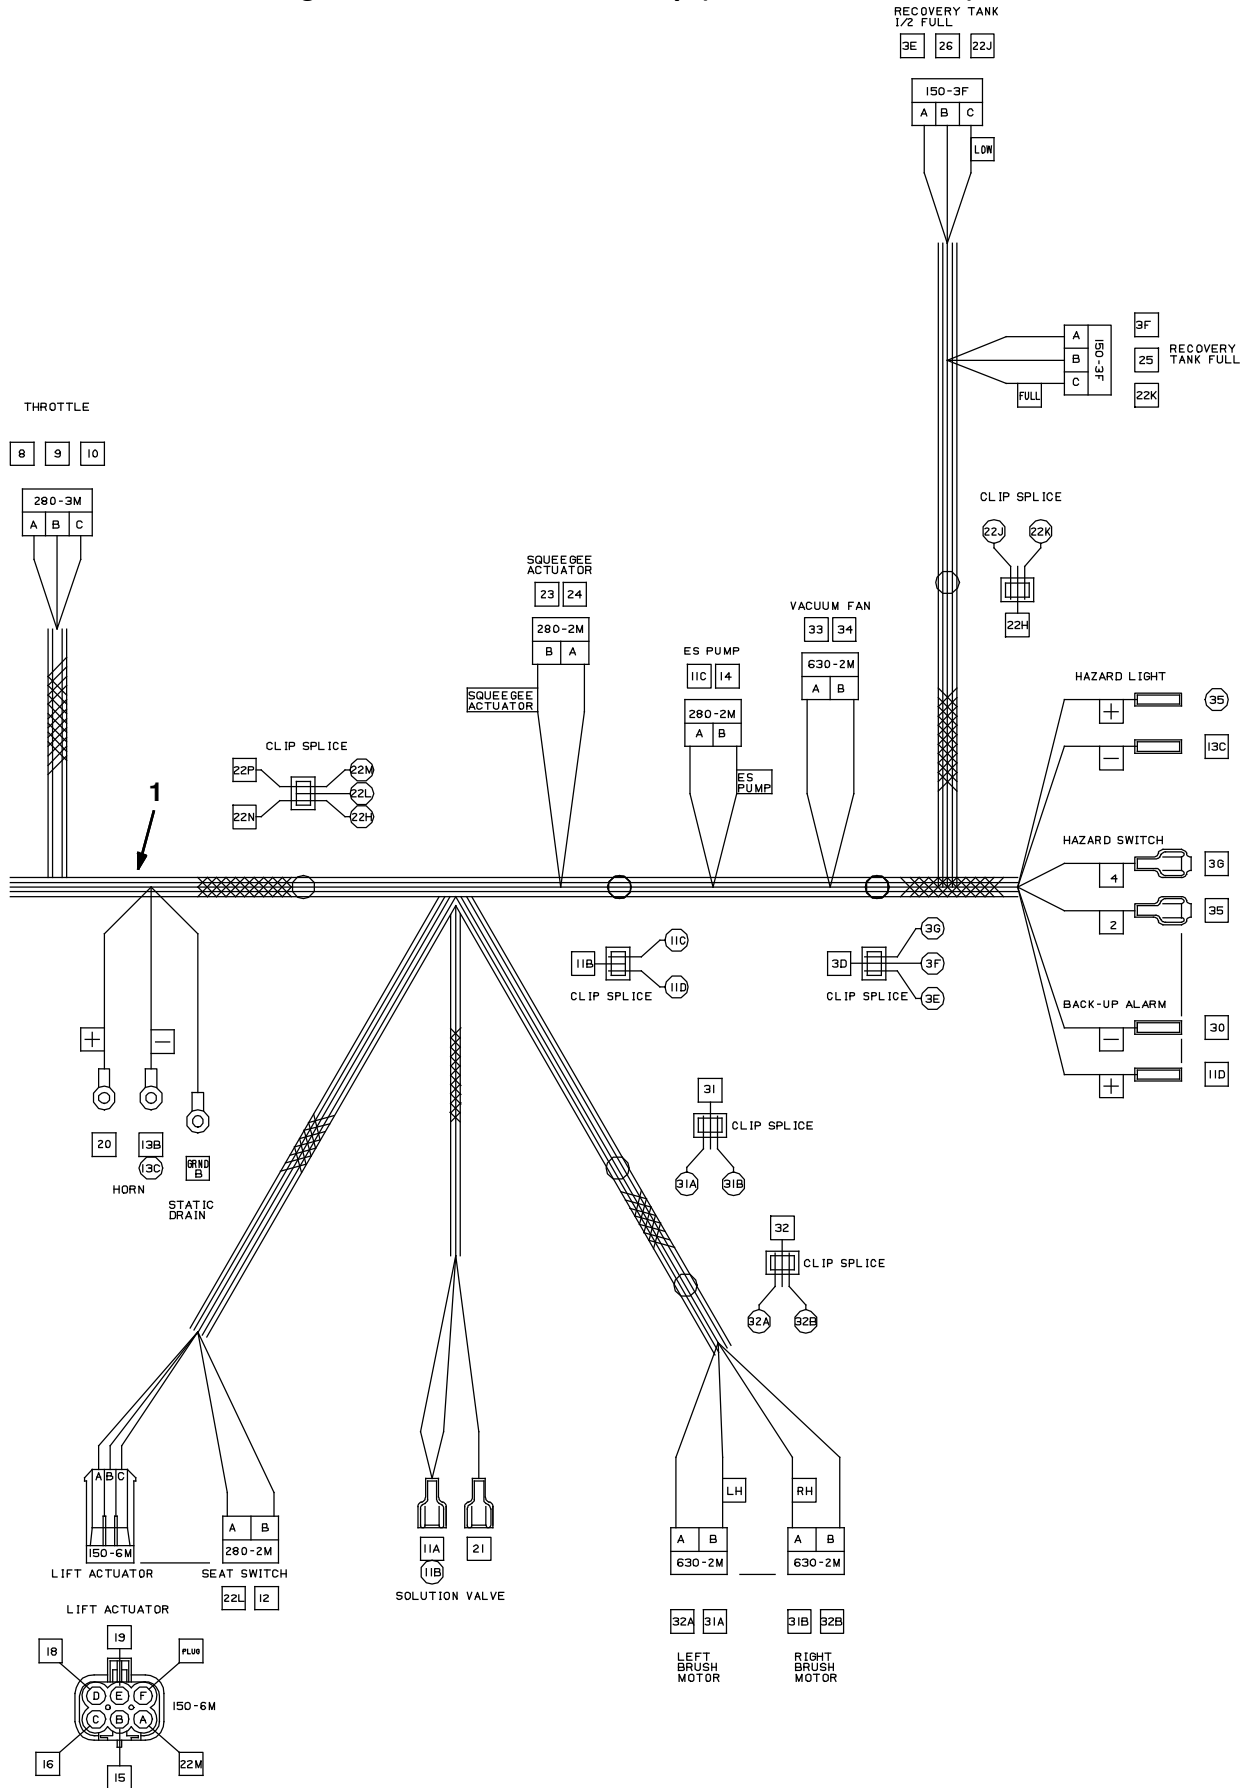 RECOVERY TANK
I/2 FULL
3E 26 22J
150-3F
A B C
LOW
3F
A
B
C
150-3F
25
RECOVERY
TANK FULL
FULL
22K
THROTTLE
8 9 10
280-3M
A B C
CLIP SPLICE
22J 22K
22H
SQUEEGEE
ACTUATOR
23 24
280-2M
B A
SQUEEGEE
ACTUATOR
ES PUMP
11C 14
280-2M
A B
ES
PUMP
VACUUM FAN
33 34
630-2M
A B
HAZARD LIGHT
+ 35
- 13C
CLIP SPLICE
22P 22M
22L
22N 22H
1
HAZARD SWITCH
4 3G
2 35
11C
11B
11D
CLIP SPLICE
3G
3D 3F
CLIP SPLICE 3E
BACK-UP ALARM
- 30
+ 11D
+ -
20 13B
13C
HORN
GRND
B
STATIC
DRAIN
31
CLIP SPLICE
31A 31B
32
CLIP SPLICE
32A 32B
A B C
150-6M
LIFT ACTUATOR
A B
280-2M
SEAT SWITCH
22L 12
11A 21
11B
SOLUTION VALVE
LH RH
A B
630-2M
A B
630-2M
32A 31A
31B 32B
LEFT
BRUSH
MOTOR
RIGHT
BRUSH
MOTOR
LIFT ACTUATOR
18 19 PLUG
D E F
150-6M
C B A
16 15 22M